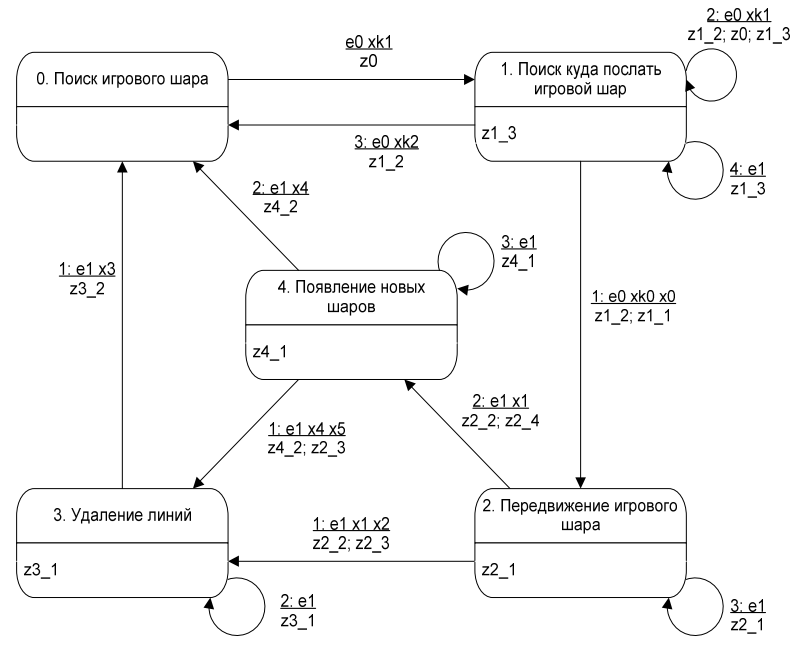 2: e0 xk1
z1_2; z0; z1_3
e0 xk1
z0
0. Поиск игрового шара
1. Поиск куда послать
игровой шар
z1_3
3: e0 xk2
z1_2
4: e1
z1_3
2: e1 x4
z4_2
3: e1
z4_1
1: e1 x3
z3_2
4. Появление новых
шаров
z4_1
1: e0 xk0 x0
z1_2; z1_1
2: e1 x1
z2_2; z2_4
1: e1 x4 x5
z4_2; z2_3
3. Удаление линий
z3_1
2. Передвижение игрового
шара
z2_1
1: e1 x1 x2
z2_2; z2_3
2: e1
z3_1
3: e1
z2_1